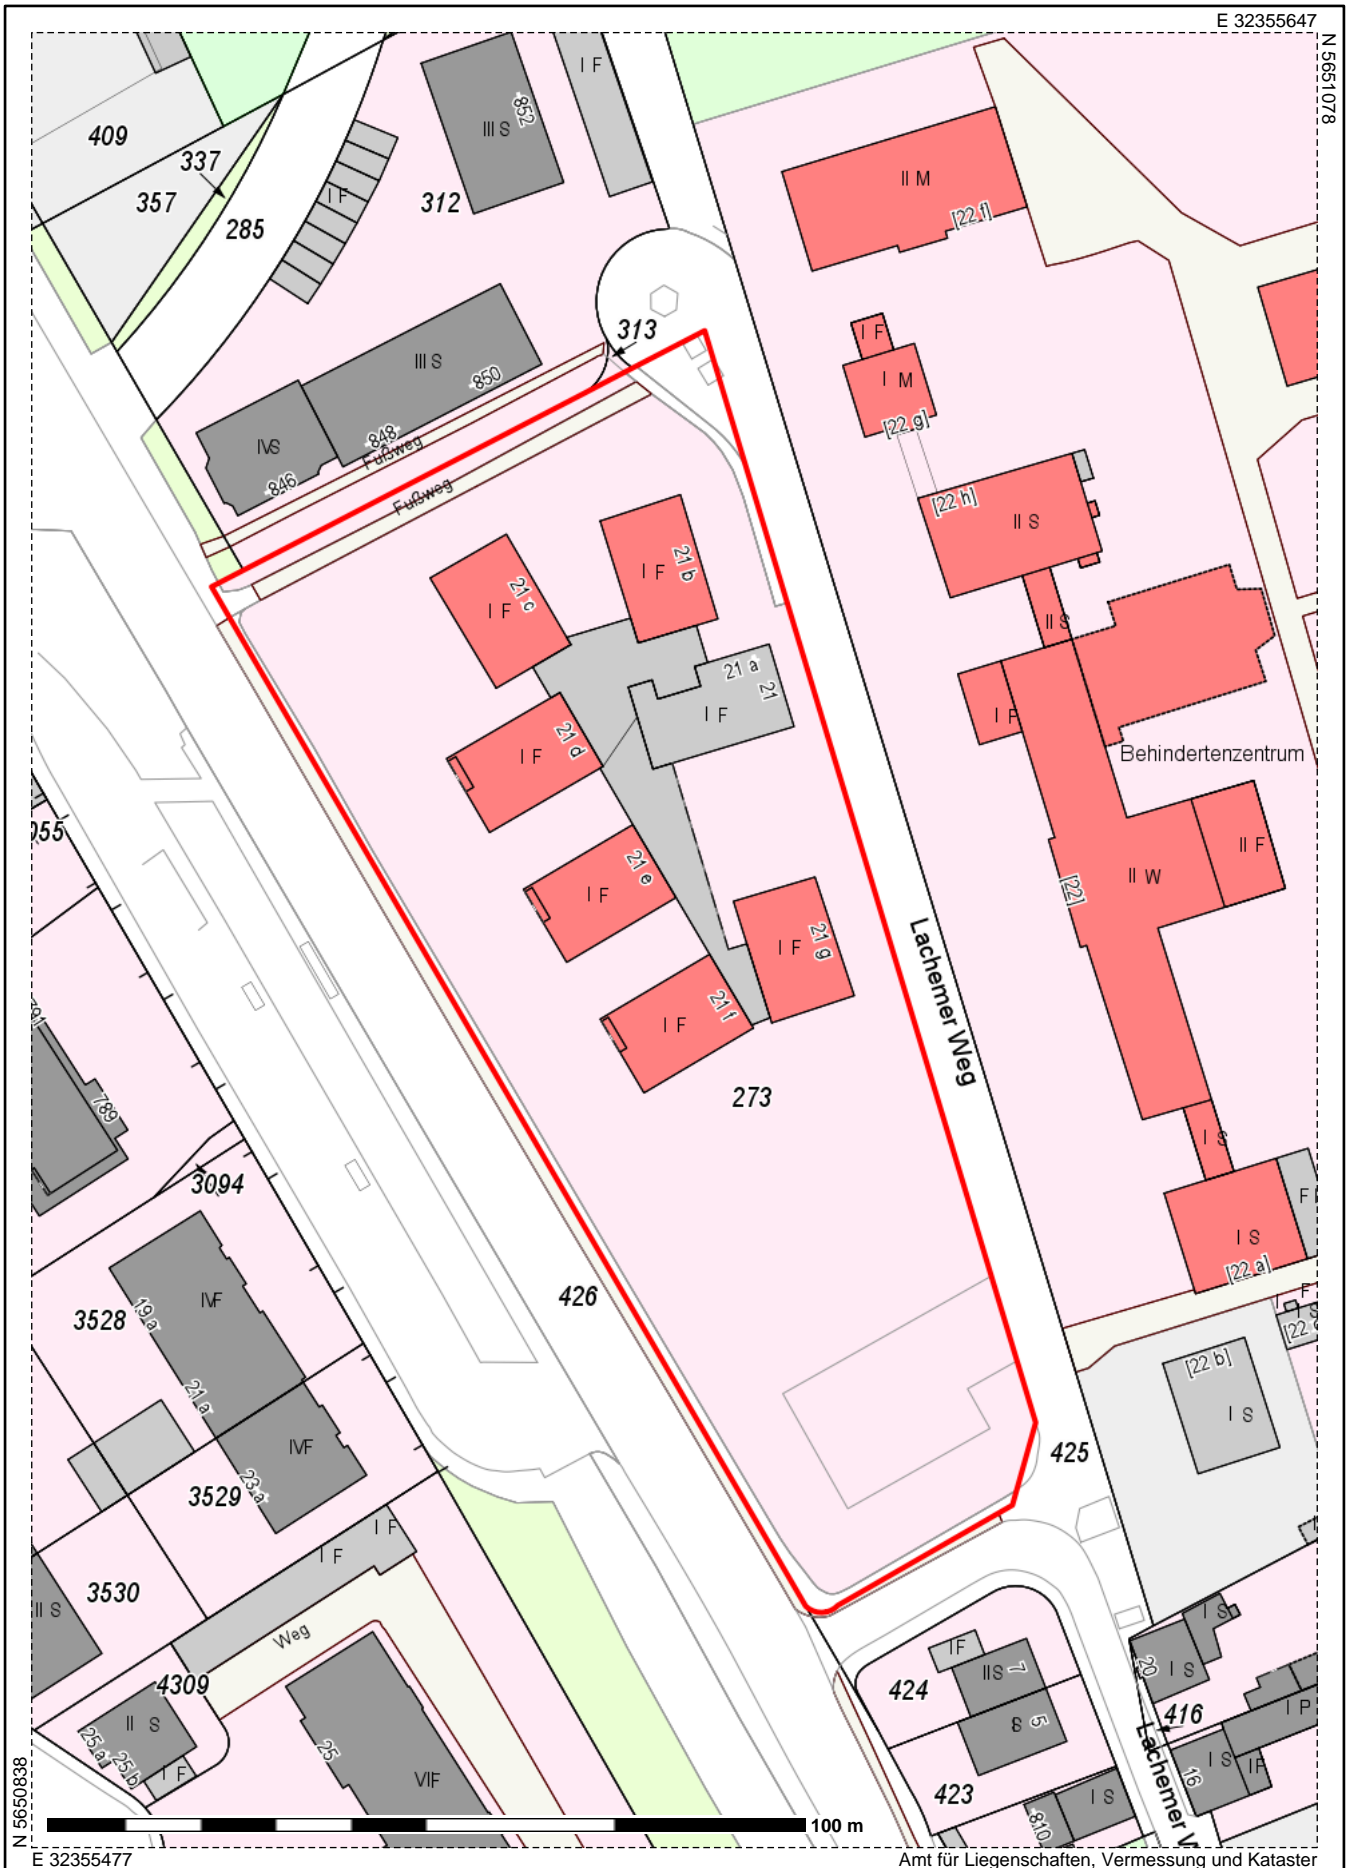 E 32355647
N 5651078
I F
852
III S
409
337
357
I F
312
285
II M
[22 f]
313
I F
III S
850
I M
848
[22 g]
IVS
Fußweg
846
Fußweg
[22 h]
II S
21 b
I F
21 c
I F
II S
21 a
21
I F
I F
21 d
I F
Behindertenzentrum
055
21 e
II F
I F
II W
[22]
21 g
I F
Lachemer Weg
21 f
I F
273
789
I S
3094
F
I S
[22 a]
426
F
IVF
19 a
3528
[22 b]
21 a
I S
IVF
425
23 a
3529
I F
I F
3530
II S
I S
Weg
IF
20
I S
IIS
7
4309
424
416
5
S
I P
II S
25 a
25 b
25
I F
VIF
I S
IF
16
423
I S
810
Lachemer W
N 5650838
100 m
E 32355477
Amt für Liegenschaften, Vermessung und Kataster